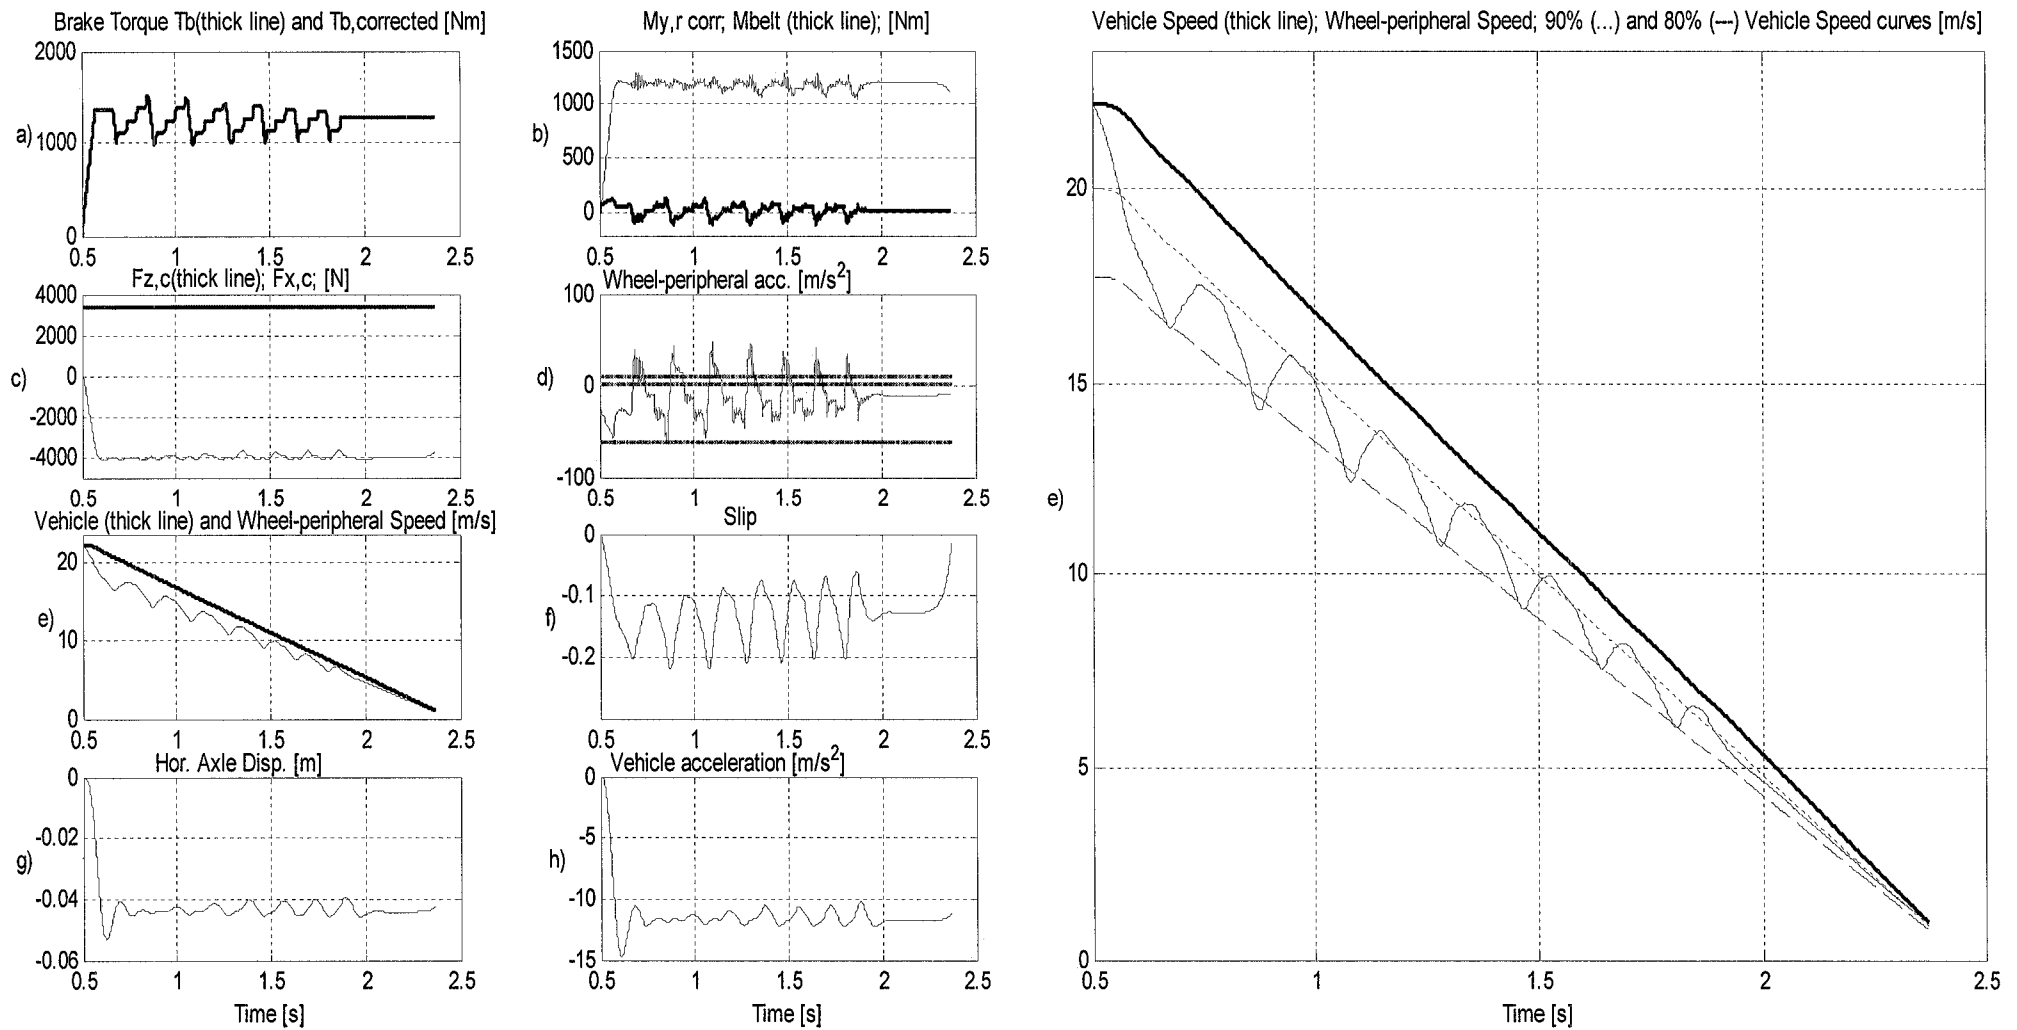 Brake Torque Tb(thick line) and Tb,corrected [Nm]
2000
a) 1000
0
0.5 1 1.5 2 2.5
My,r corr; Mbelt (thick line); [Nm]
1500
1000
b)
500
0
0.5 1 1.5 2 2.5
Fz,c(thick line); Fx,c; [N]
4000
2000
c) 0
-2000
-4000
0.5 1 1.5 2 2.5
Wheel-peripheral acc. [m/s2]
100
d) 0
-100
0.5 1 1.5 2 2.5
Vehicle (thick line) and Wheel-peripheral Speed [m/s]
20
e)
10
0
0.5 1 1.5 2 2.5
Slip
0
-0.1
f)
-0.2
0.5 1 1.5 2 2.5
Hor. Axle Disp. [m]
0
-0.02
g)
-0.04
-0.06
0.5 1 1.5 2 2.5
Time [s]
Vehicle acceleration [m/s2]
0
-5
h)
-10
-15
0.5 1 1.5 2 2.5
Time [s]
Vehicle Speed (thick line); Wheel-peripheral Speed; 90% (...) and 80% (---) Vehicle Speed curves [m/s]
20
15
e)
10
5
0
0.5 1 1.5 2 2.5
Time [s]